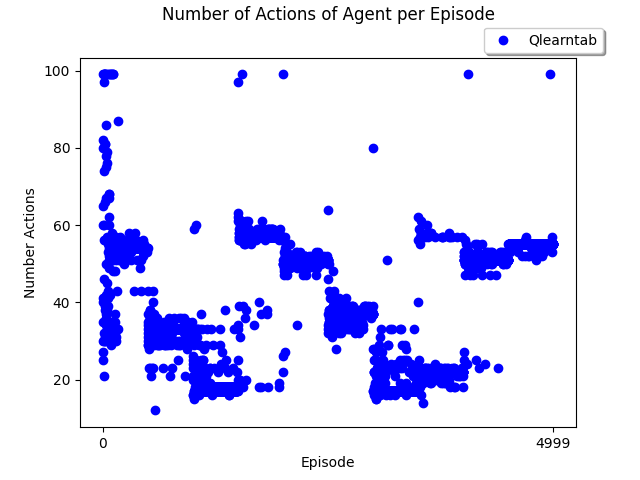 Number of Actions of Agent per Episode
Qlearntab
100
80
60
40
20
Number Actions
0
4999
Episode